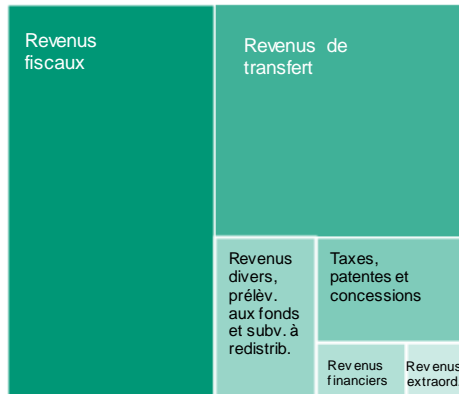 Revenus
fiscaux
Revenus de
transfert
Revenus
divers,
prélèv.
aux fonds
et subv. à
redistrib.
Taxes,
patentes et
concessions
Revenus
financiers
Revenus
extraord.